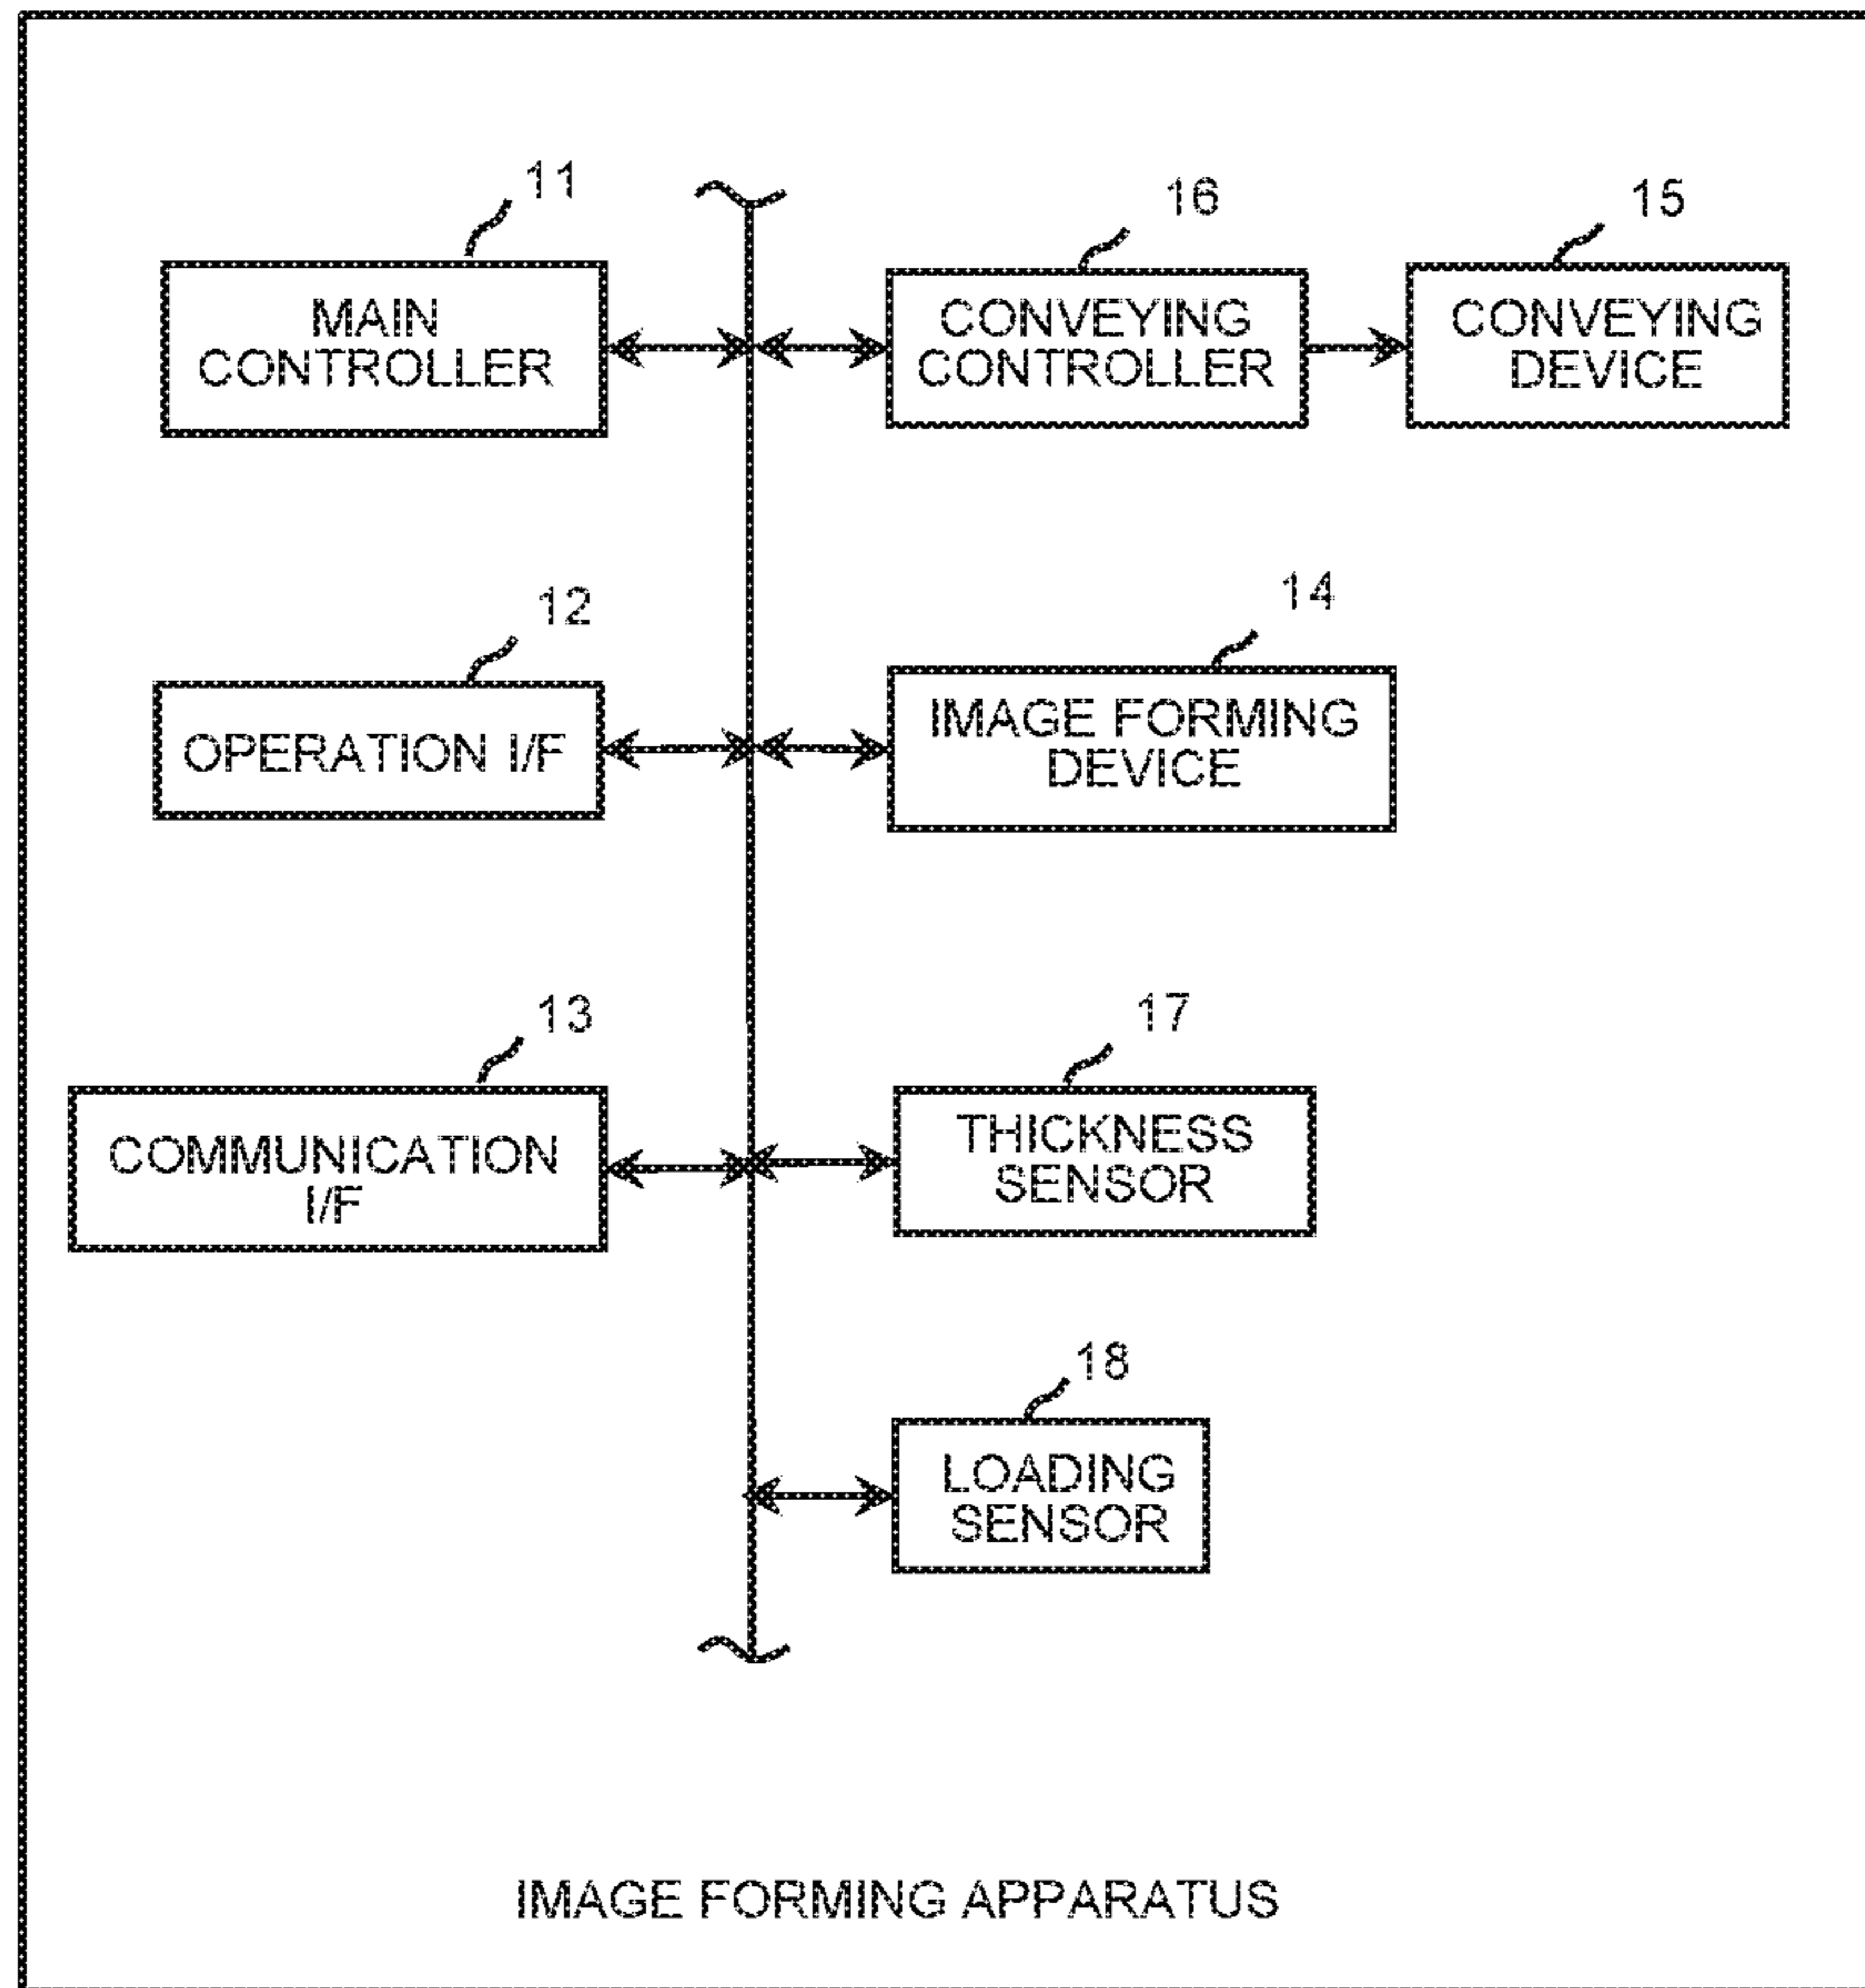 11
MAIN
CONTROLLER
16
CONVEYING
CONTROLLER
15
CONVEYING
DEVICE
12
OPERATION I/F
14
IMAGE FORMING
DEVICE
13
COMMUNICATION
I/F
17
THICKNESS
SENSOR
18
LOADING
SENSOR
IMAGE FORMING APPARATUS